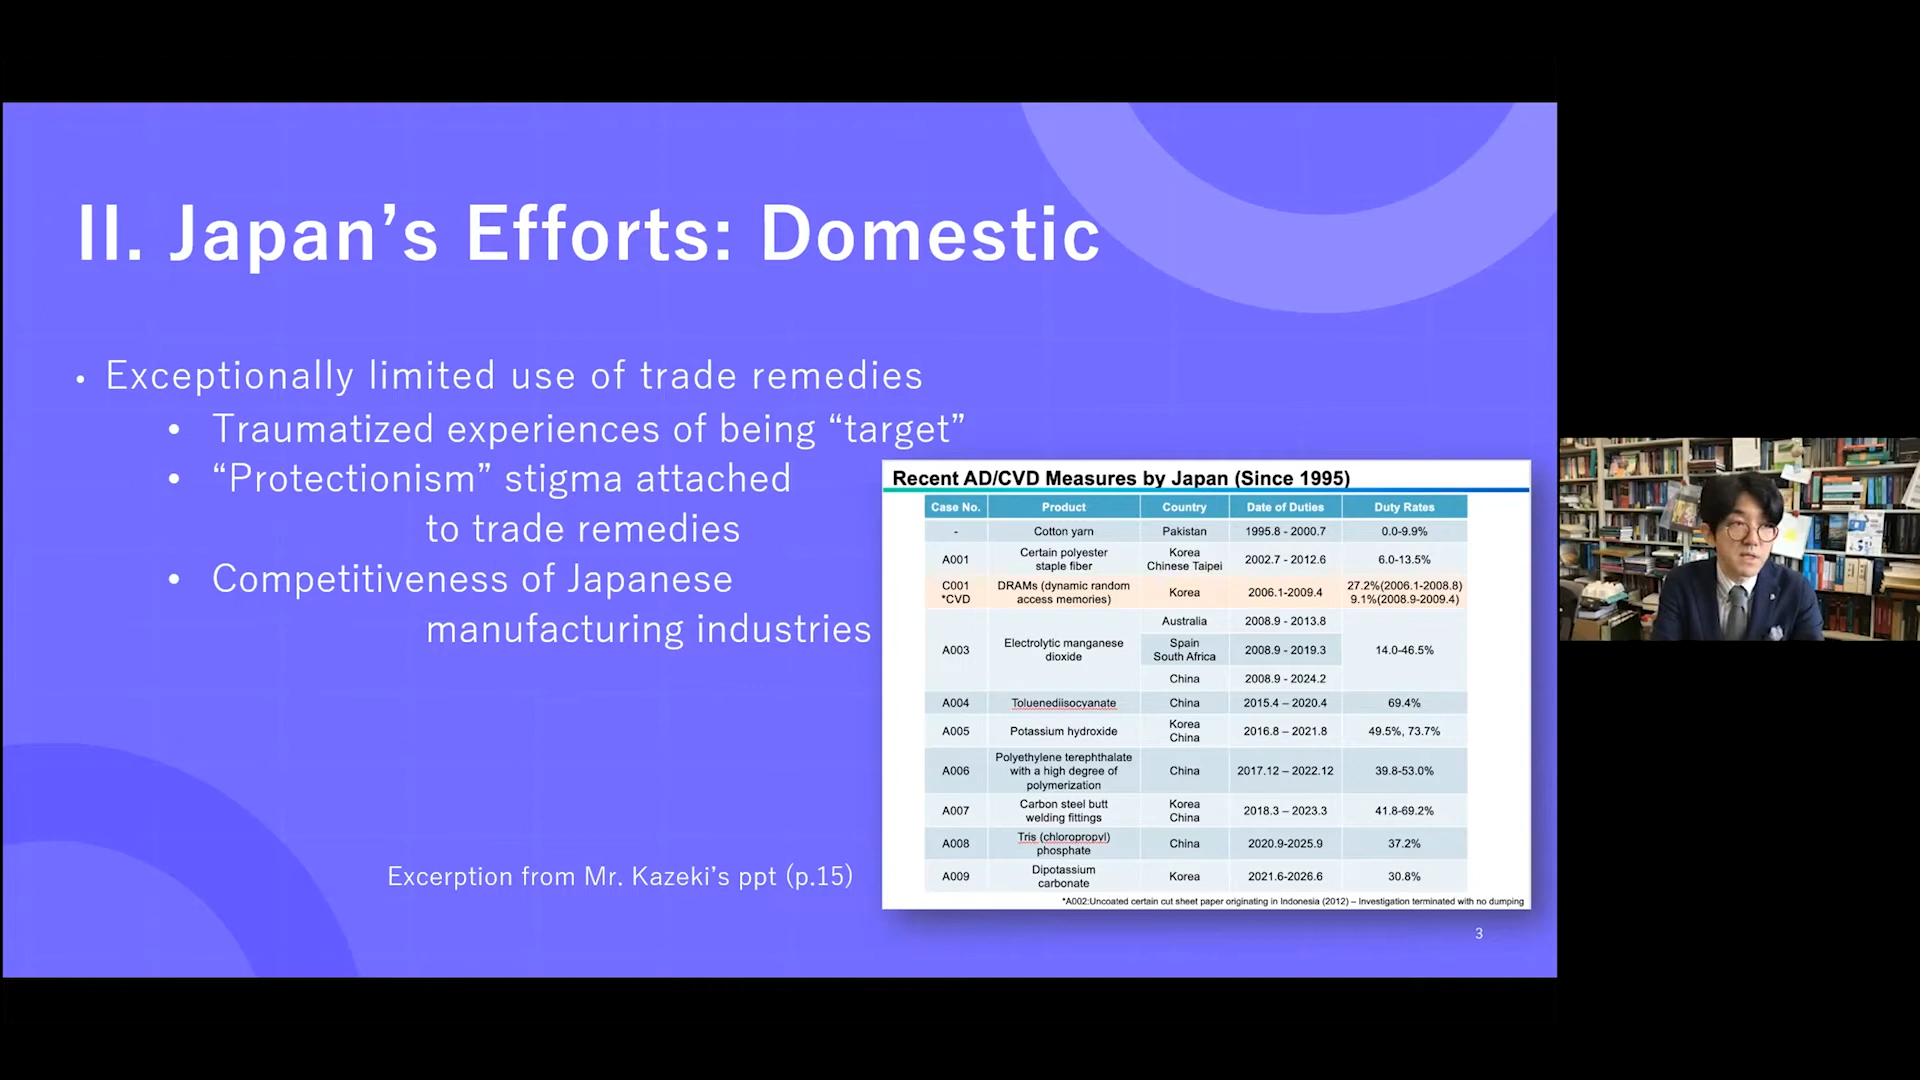 II. Japan’s Efforts: Domestic
• Exceptionally limited use of trade remedies
• Traumatized experiences of being “target”
• “Protectionism” stigma attached
to trade remedies
• Competitiveness of Japanese
manufacturing industries
Excerption from Mr. Kazeki’s ppt (p.15)
Recent AD/CVD Measures by Japan (Since 1995)
Case No. Product Country Date of Duties Duty Rates
- Cotton yarn Pakistan 1995.8 - 2000.7 0.0-9.9%
A001 Certain polyester
staple fiber Korea
Chinese Taipei 2002.7 - 2012.6 6.0-13.5%
C001
*CVD DRAMs (dynamic random
access memories) Korea 2006.1-2009.4 27.2%(2006.1-2008.8)
9.1%(2008.9-2009.4)
A003 Electrolytic manganese
dioxide Australia 2008.9 - 2013.8 14.0-46.5%
Spain
South Africa 2008.9 - 2019.3
China 2008.9 - 2024.2
A004 Toluenediisocvanate China 2015.4 – 2020.4 69.4%
A005 Potassium hydroxide Korea
China 2016.8 – 2021.8 49.5%, 73.7%
A006 Polyethylene terephthalate
with a high degree of
polymerization China 2017.12 – 2022.12 39.8-53.0%
A007 Carbon steel butt
welding fittings Korea
China 2018.3 – 2023.3 41.8-69.2%
A008 Tris (chloropropyl)
phosphate China 2020.9-2025.9 37.2%
A009 Dipotassium
carbonate Korea 2021.6-2026.6 30.8%
*A002:Uncoated certain cut sheet paper originating in Indonesia (2012) – Investigation terminated with no dumping
3